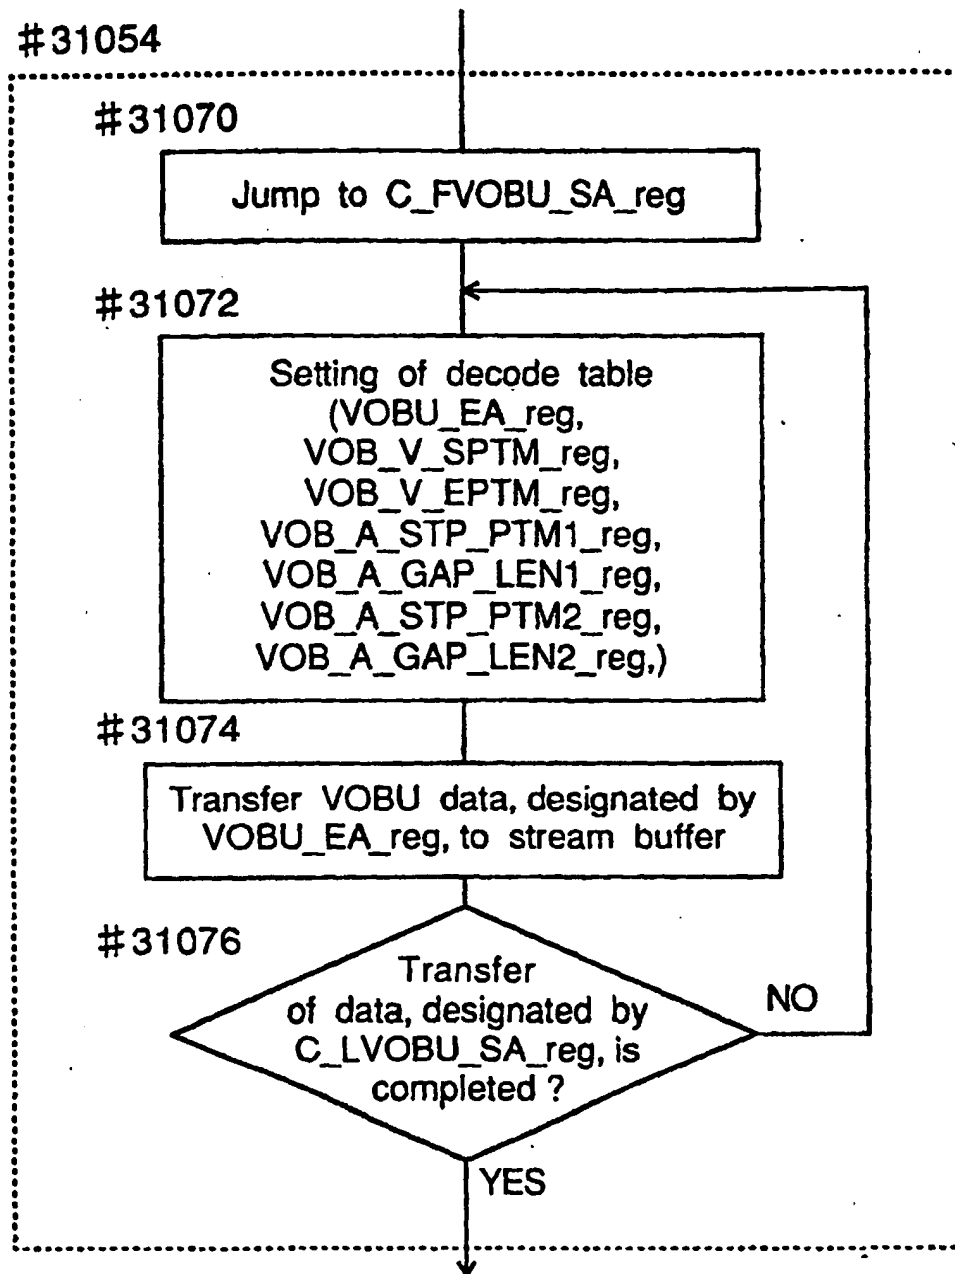 #31054
#31070
Jump to C_FVOBU_SA_reg
#31072
Setting of decode table
(VOBU_EA_reg,
VOB_V_SPTM_reg,
VOB_V_EPTM_reg,
VOB_A_STP_PTM1_reg,
VOB_A_GAP_LEN1_reg,
VOB_A_STP_PTM2_reg,
VOB_A_GAP_LEN2_reg,)
#31074
Transfer VOBU data, designated by
VOBU_EA_reg, to stream buffer
#31076
Transfer
of data, designated by
C_LVOBU_SA_reg, is
completed ?
NO
YES